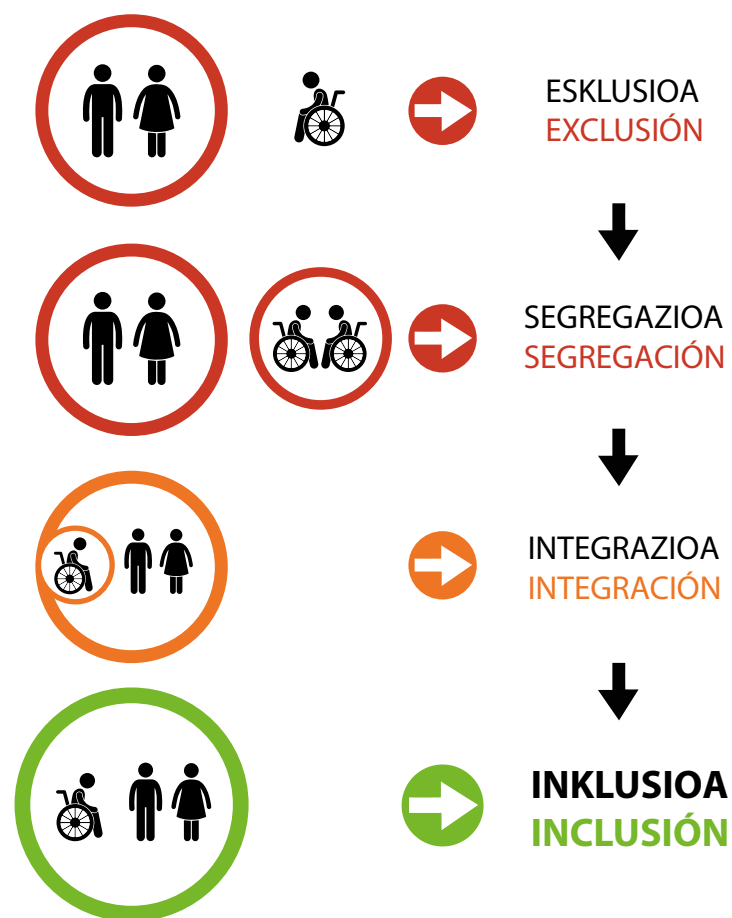 ESKLUSIOA
EXCLUSIÓN
SEGREGAZIOA
SEGREGACIÓN
INTEGRAZIOA
INTEGRACIÓN
INKLUSIOA
INCLUSIÓN